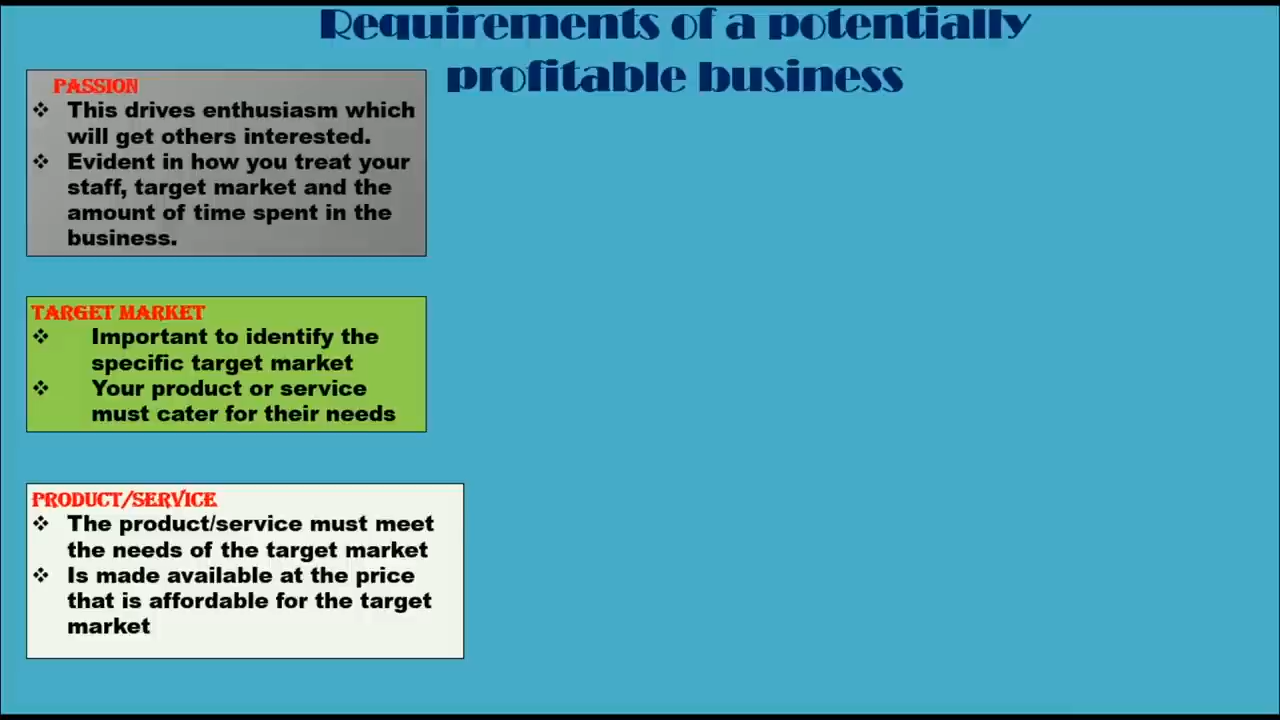 Requirements of a potentially
profitable business
PASSION
❖ This drives enthusiasm which
will get others interested.
❖ Evident in how you treat your
staff, target market and the
amount of time spent in the
business.
TARGET MARKET
❖ Important to identify the
specific target market
❖ Your product or service
must cater for their needs
PRODUCT/SERVICE
❖ The product/service must meet
the needs of the target market
❖ Is made available at the price
that is affordable for the target
market